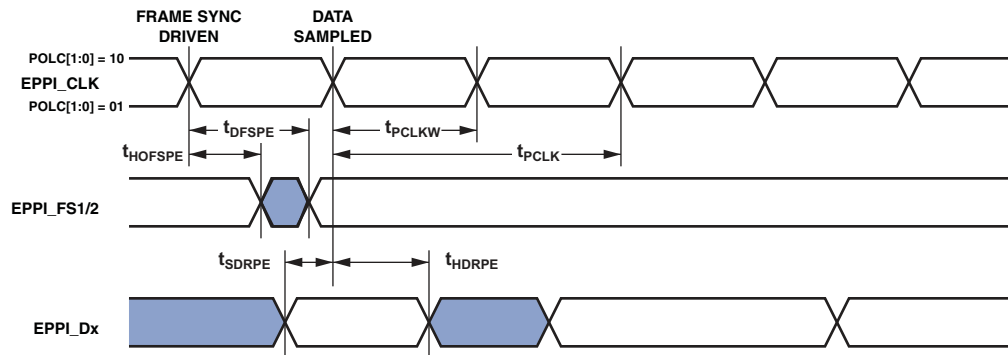 FRAME SYNC
DRIVEN
DATA
SAMPLED
POLC[1:0] = 10
EPPI_CLK
POLC[1:0] = 01
tDFSPE
tPCLKW
tHOFSPE
tPCLK
EPPI_FS1/2
tSDRPE
tHDRPE
EPPI_Dx